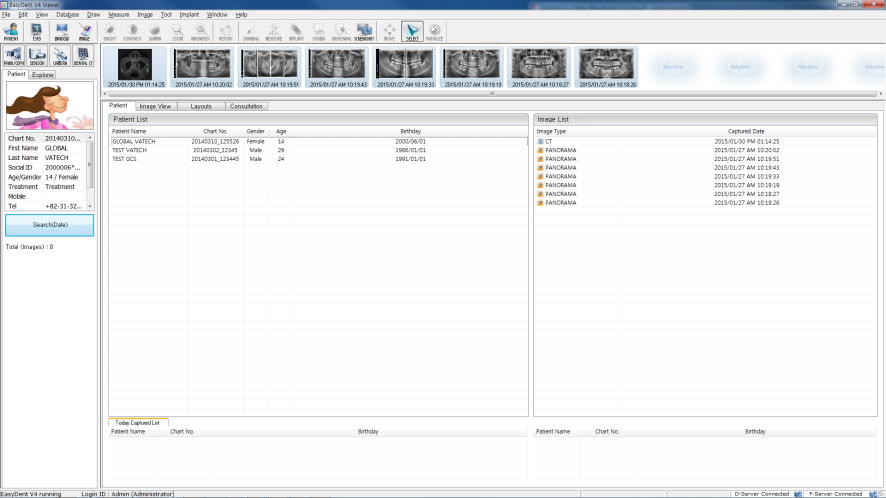 EasyDent V4 Viewer
File Edit View Database Draw Measure Image Tool Implant Window Help
PATIENT TSTO WINDOW IMAGE BRIGHT CONTRAST GAMMA ZOOM MAGNIFIER REPORT DRAWING MEASURE IMPLANT CROWN WHITENING SCREENSHOT MOVE SELECT INITIALIZE
PANO/CEPH SENSOR CAMERA DENTAL IT
2015/01/30 PM 01:14:25 2015/01/27 AM 10:20:02 2015/01/27 AM 10:19:51 2015/01/27 AM 10:19:43 2015/01/27 AM 10:19:33 2015/01/27 AM 10:19:19 2015/01/27 AM 10:18:27 2015/01/27 AM 10:18:26
Patient Explorer
Patient Image View Layouts Consultation
Patient List
Patient Name Chart No. Gender Age Birthday
GLOBAL VATECH 20140310_125526 Female 14 2000/06/01
TEST VATECH 20140302_12345 Male 29 1986/01/01
TEST GCS 20140301_123445 Male 24 1991/01/01
Image List
Image Type Captured Date
CT 2015/01/30 PM 01:14:25
PANORAMA 2015/01/27 AM 10:20:02
PANORAMA 2015/01/27 AM 10:19:51
PANORAMA 2015/01/27 AM 10:19:43
PANORAMA 2015/01/27 AM 10:19:33
PANORAMA 2015/01/27 AM 10:19:19
PANORAMA 2015/01/27 AM 10:18:27
PANORAMA 2015/01/27 AM 10:18:26
Chart No. 20140310...
First Name GLOBAL
Last Name VATECH
Social ID 2000006*...
Age/Gender 14 / Female
Treatment Treatment
Mobile
Tel +82-31-32...
Search(Date)
Total (Images) : 8
Today Captured List
Patient Name Chart No. Birthday
Patient Name Chart No. Birthday
EasyDent V4 running Login ID : Admin (Administrator) D-Server Connected F-Server Connected